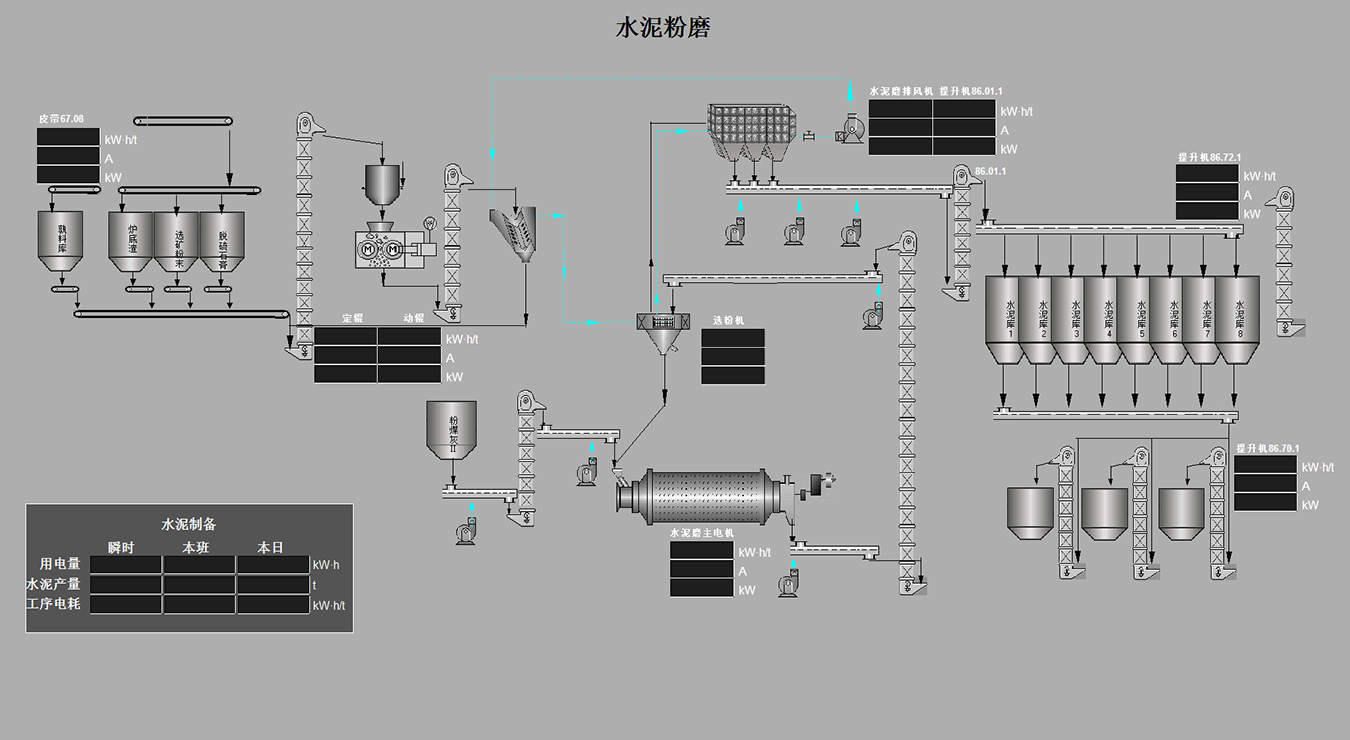 水泥粉磨
皮带67.06
kW·h/t
A
kW
水泥磨排风机 提升机86.01.1
kW·h/t
A
kW
提升机86.72.1
kW·h/t
A
kW
86.01.1
熟料库
炉底渣
选矿粉末
脱硫石膏
M M
定辊 动辊
kW·h/t
A
kW
选粉机
水泥库1
水泥库2
水泥库3
水泥库4
水泥库5
水泥库6
水泥库7
水泥库8
粉煤灰II
提升机86.70.1
kW·h/t
A
kW
水泥磨主电机
kW·h/t
A
kW
水泥制备
瞬时 本班 本日
用电量 kW·h
水泥产量 t
工序电耗 kW·h/t